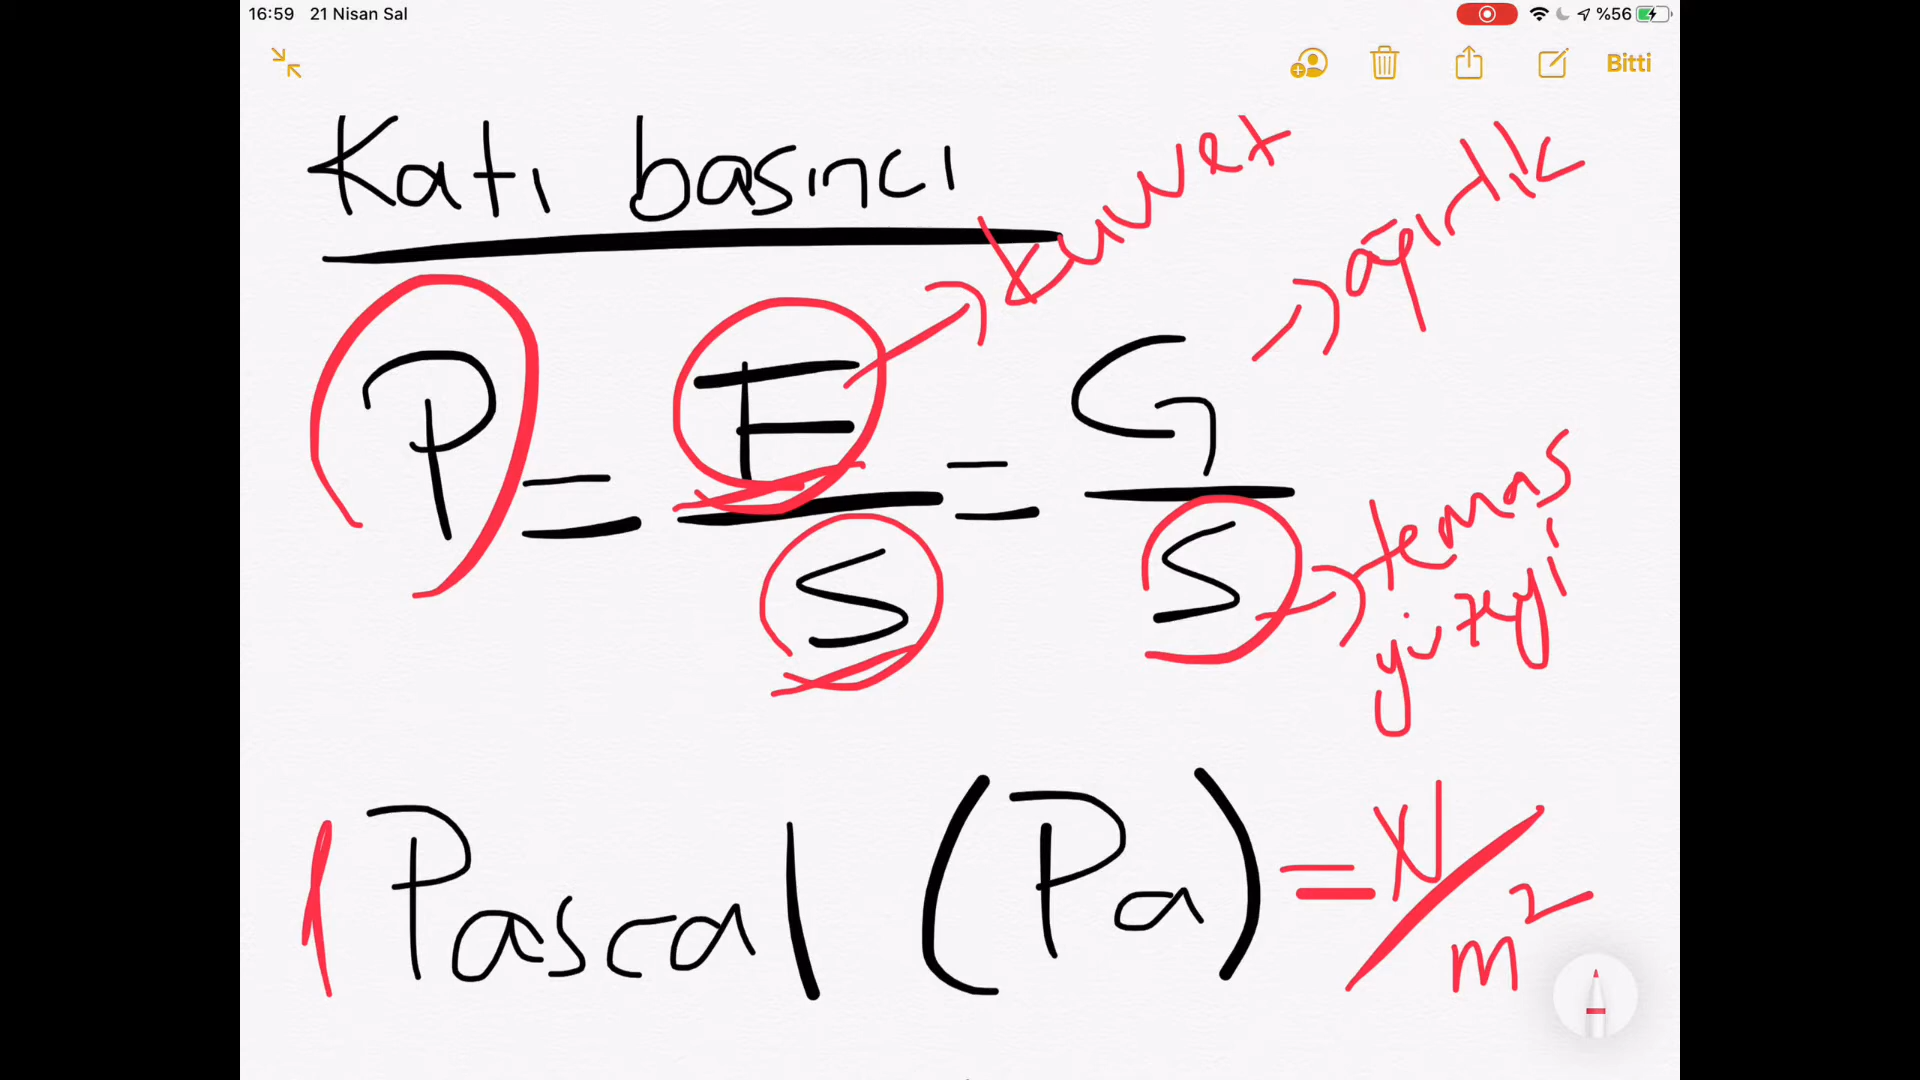 16:59 21 Nisan Sal %56
Bitti
Katı basıncı
kuvvet
ağırlık
P = F = G
S S
temas
yüzeyi
1 Pascal (Pa) = N/m²